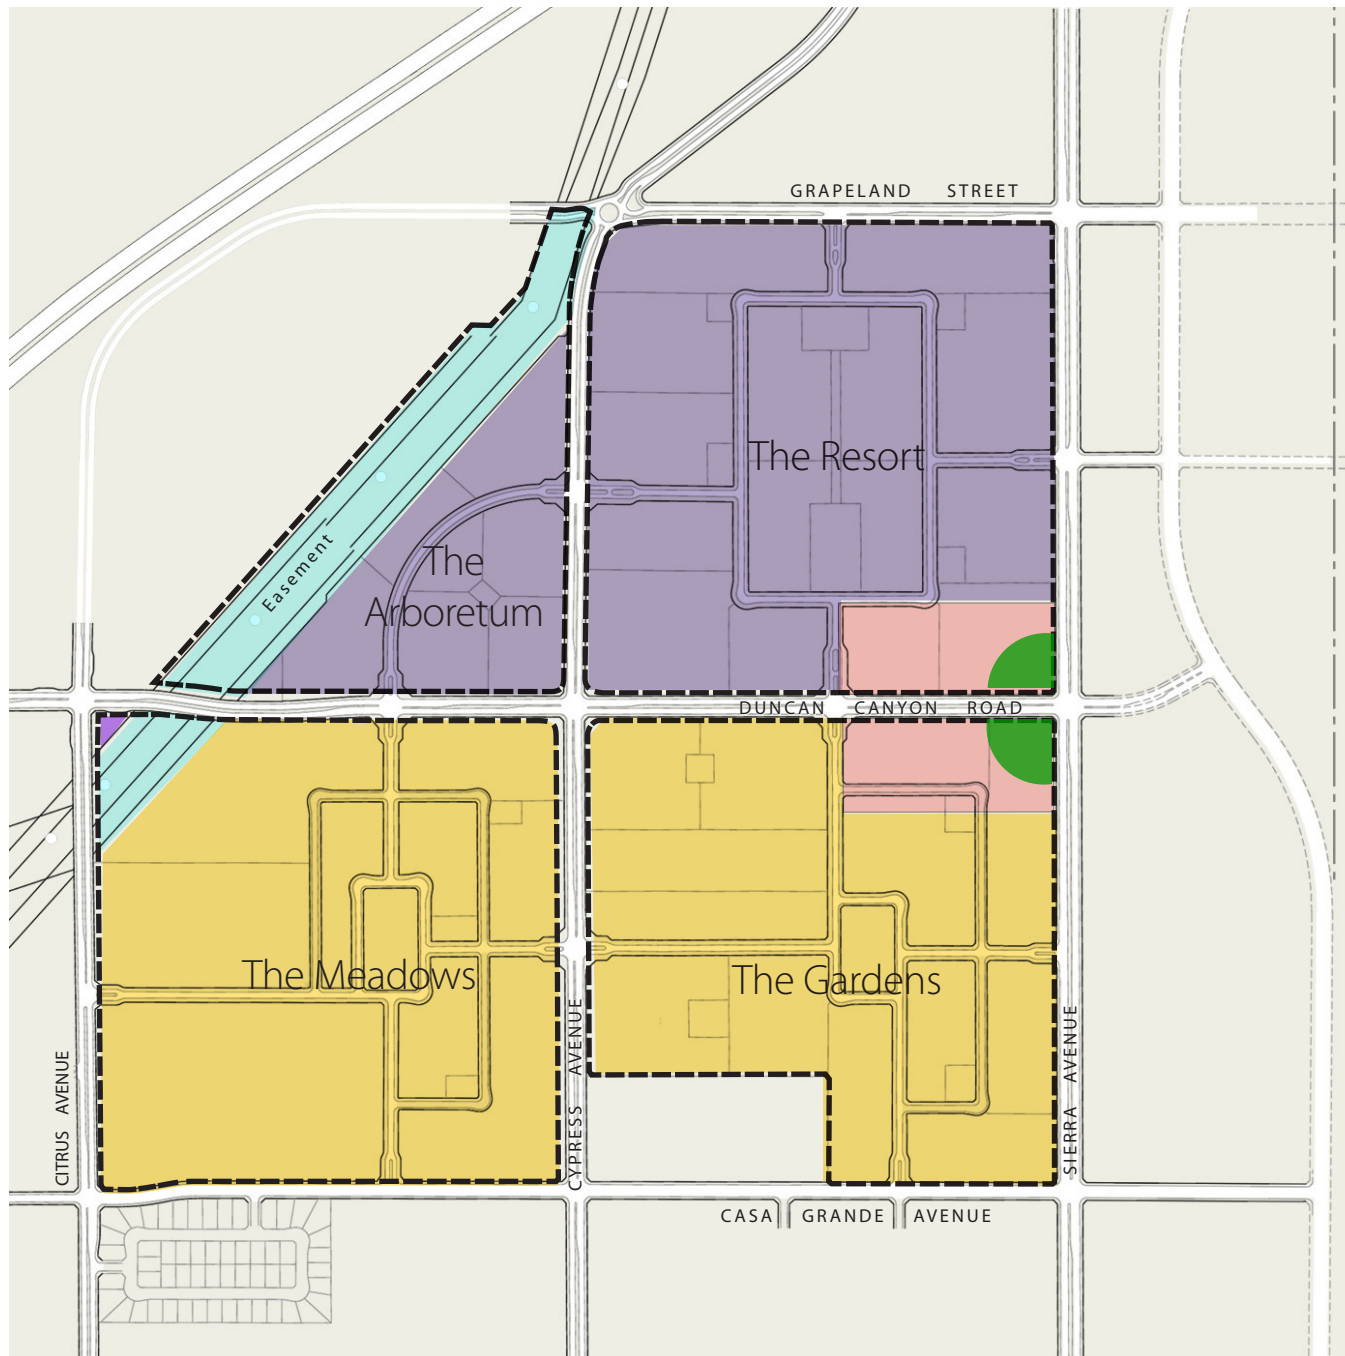 GRAPELAND STREET
The Resort
Easement
The
Arboretum
DUNCAN CANYON ROAD
The Meadows
The Gardens
CITRUS AVENUE
CYPRESS AVENUE
SIERRA AVENUE
CASA GRANDE AVENUE